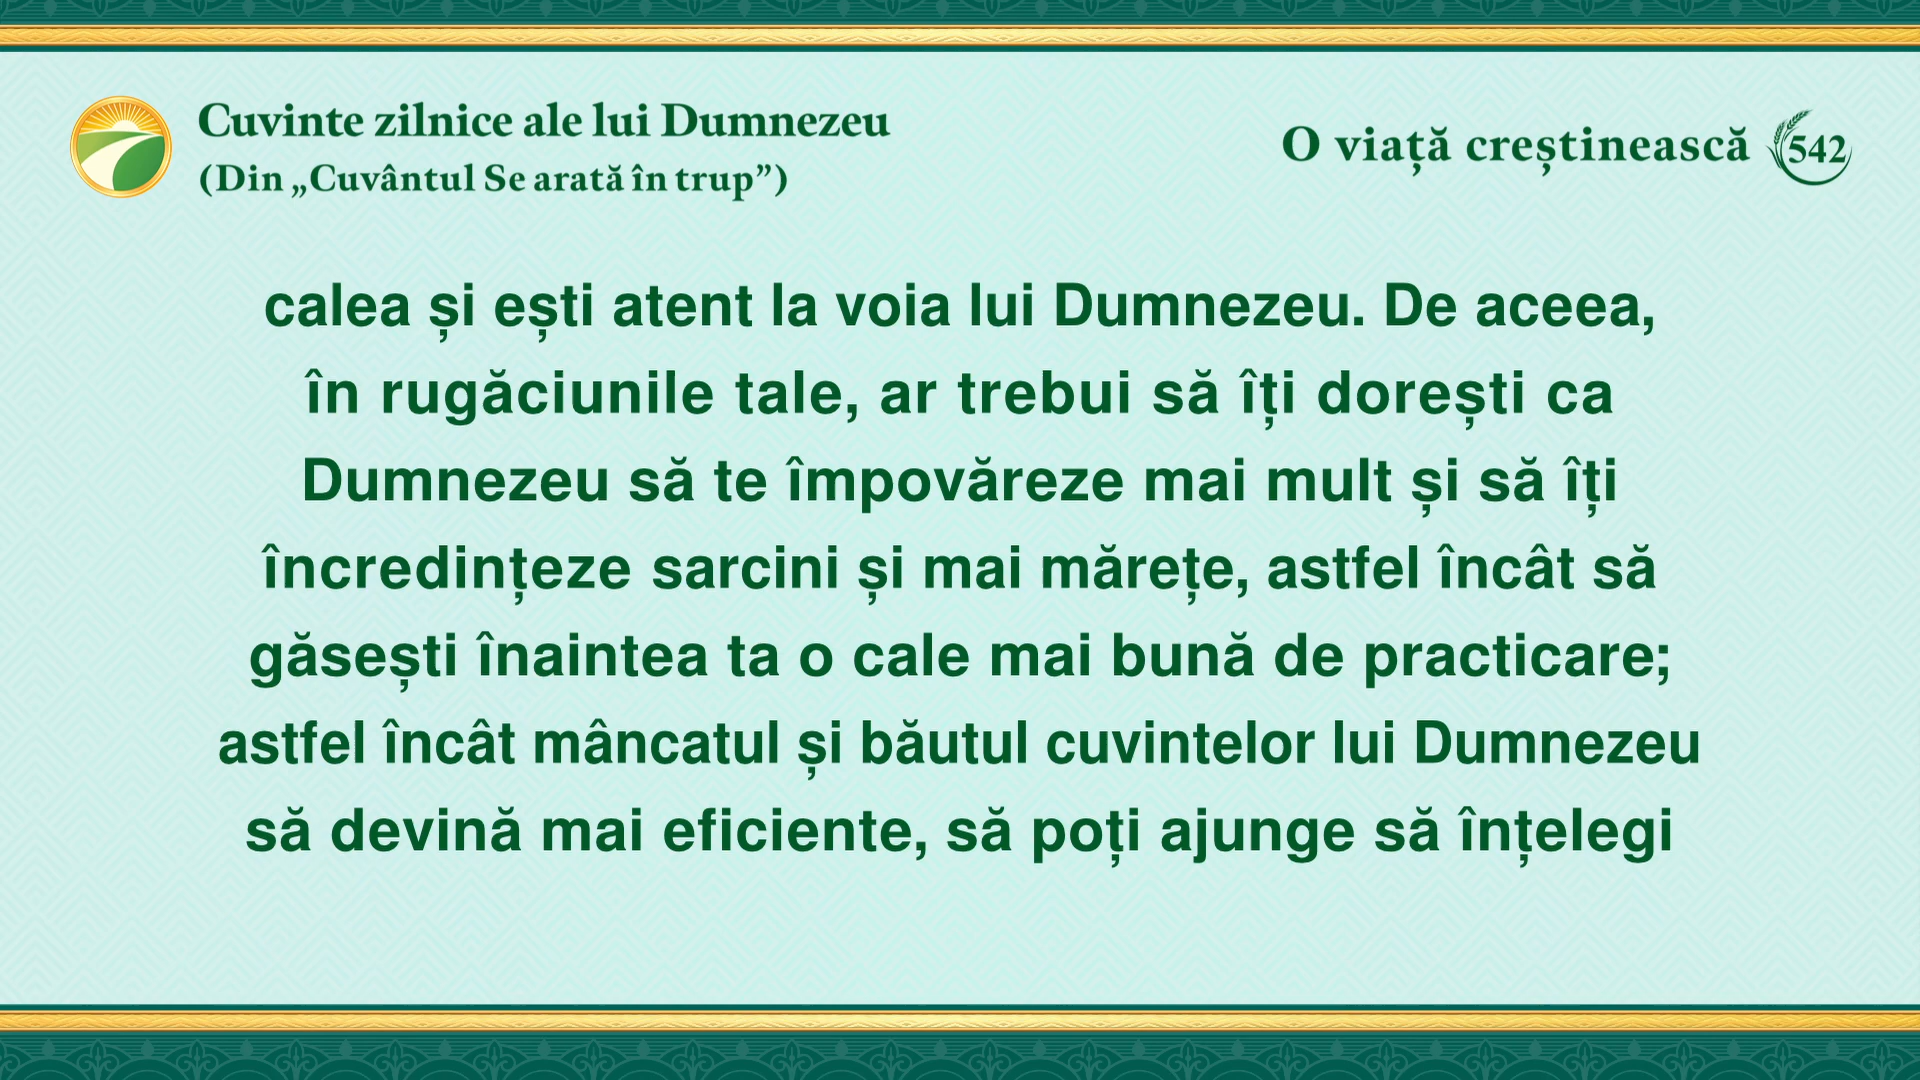 Cuvinte zilnice ale lui Dumnezeu
(Din „Cuvântul Se arată în trup”)
O viață creștinească 542
calea și ești atent la voia lui Dumnezeu. De aceea,
în rugăciunile tale, ar trebui să îți dorești ca
Dumnezeu să te împovăreze mai mult și să îți
încredințeze sarcini și mai mărețe, astfel încât să
găsești înaintea ta o cale mai bună de practicare;
astfel încât mâncatul și băutul cuvintelor lui Dumnezeu
să devină mai eficiente, să poți ajunge să înțelegi